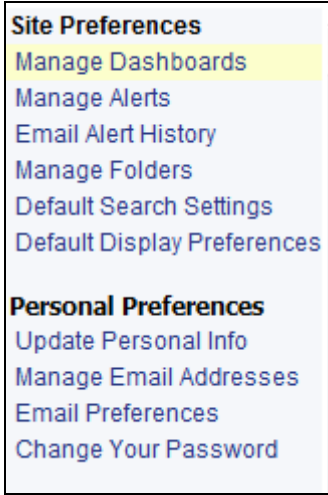 Site Preferences
Manage Dashboards
Manage Alerts
Email Alert History
Manage Folders
Default Search Settings
Default Display Preferences
Personal Preferences
Update Personal Info
Manage Email Addresses
Email Preferences
Change Your Password